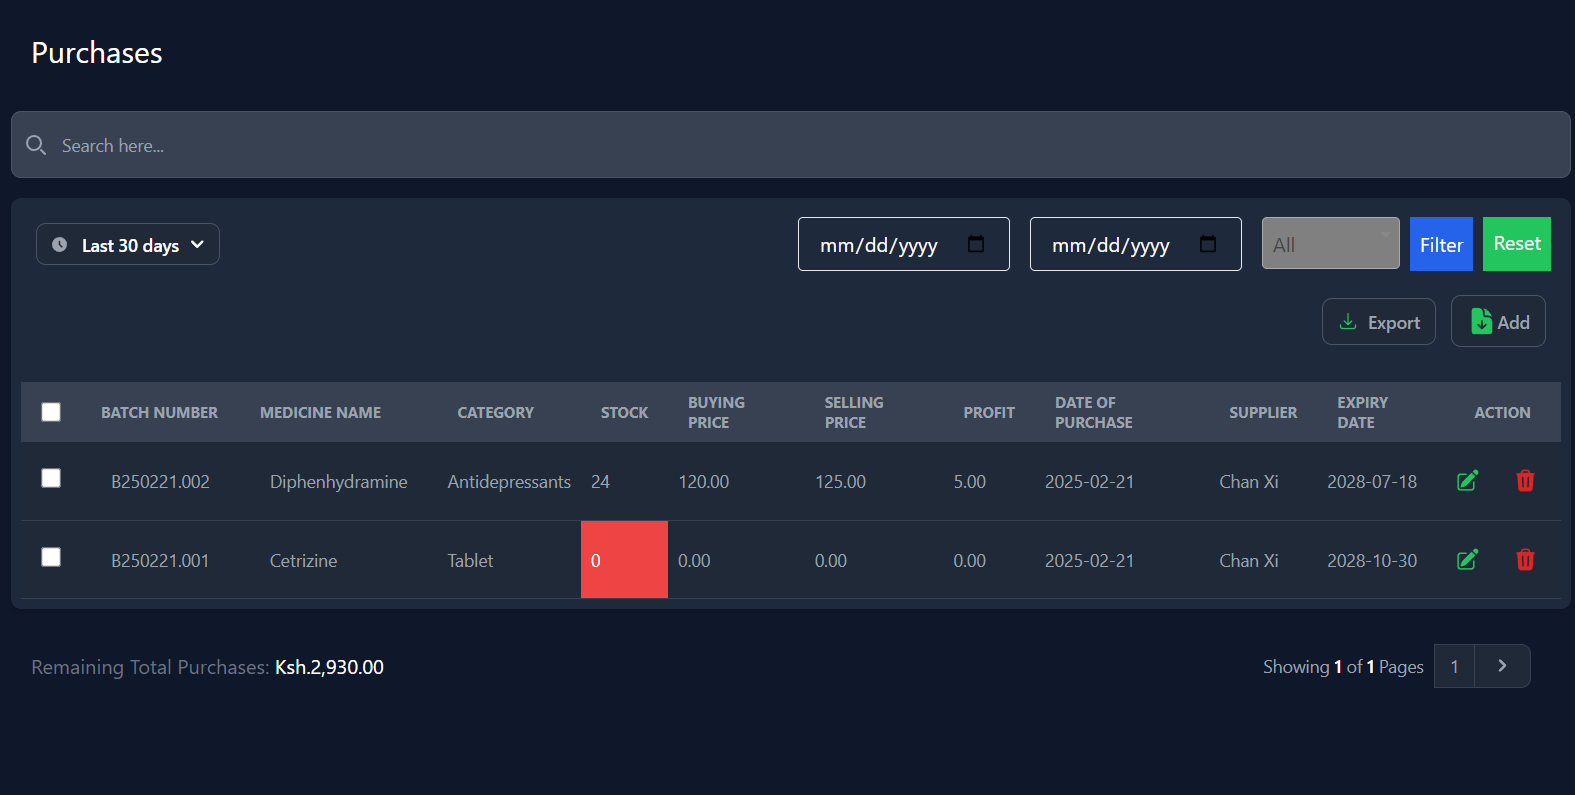 Purchases
Search here...
Last 30 days
mm/dd/yyyy
mm/dd/yyyy
All
Filter
Reset
Export
Add
BATCH NUMBER MEDICINE NAME CATEGORY STOCK BUYING PRICE SELLING PRICE PROFIT DATE OF PURCHASE SUPPLIER EXPIRY DATE ACTION
B250221.002 Diphenhydramine Antidepressants 24 120.00 125.00 5.00 2025-02-21 Chan Xi 2028-07-18
B250221.001 Cetrizine Tablet 0 0.00 0.00 0.00 2025-02-21 Chan Xi 2028-10-30
Remaining Total Purchases: Ksh.2,930.00
Showing 1 of 1 Pages 1